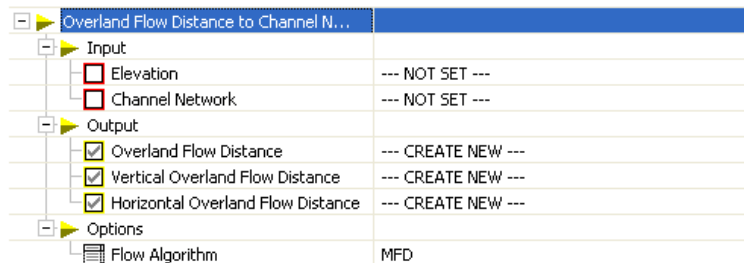 Overland Flow Distance to Channel N...
Input
Elevation --- NOT SET ---
Channel Network --- NOT SET ---
Output
Overland Flow Distance --- CREATE NEW ---
Vertical Overland Flow Distance --- CREATE NEW ---
Horizontal Overland Flow Distance --- CREATE NEW ---
Options
Flow Algorithm MFD